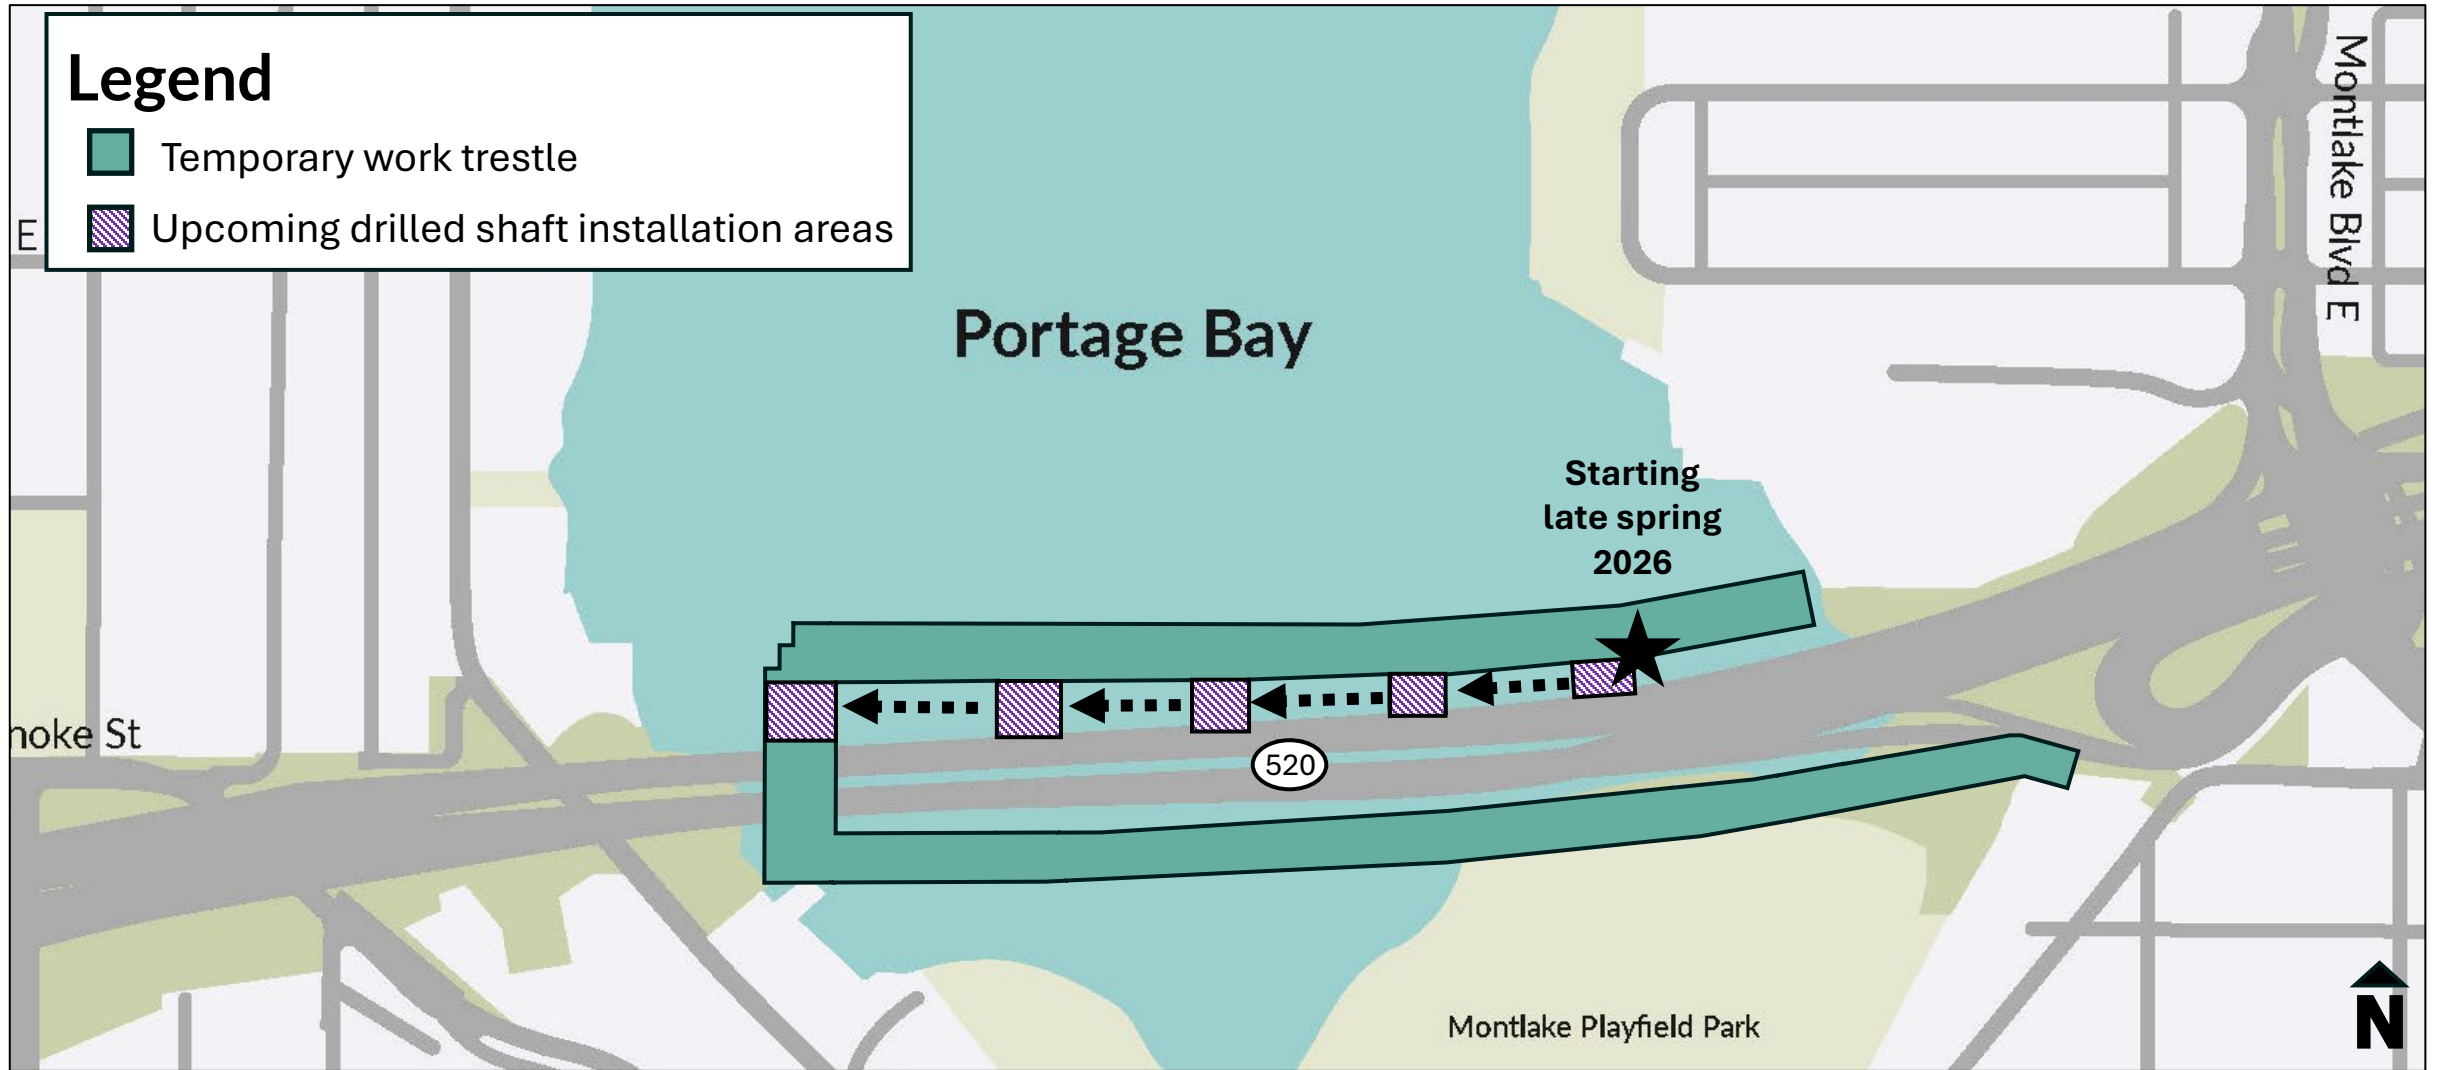 Legend
Temporary work trestle
Upcoming drilled shaft installation areas
E
Montlake Blvd E
Portage Bay
Starting
late spring
2026
noke St
520
Montlake Playfield Park
N